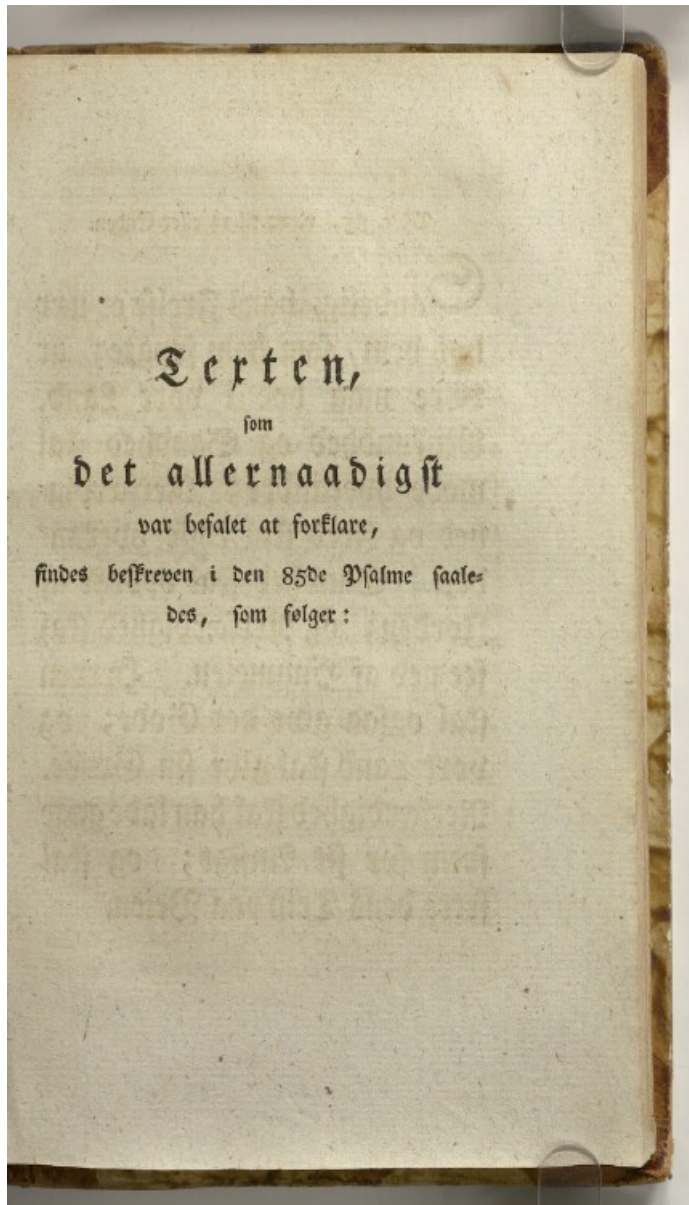 Texten,
som
det allernaadigst
var befalet at forklare,
findes beskreven i den 85de Psalme saale-
des, som følger: